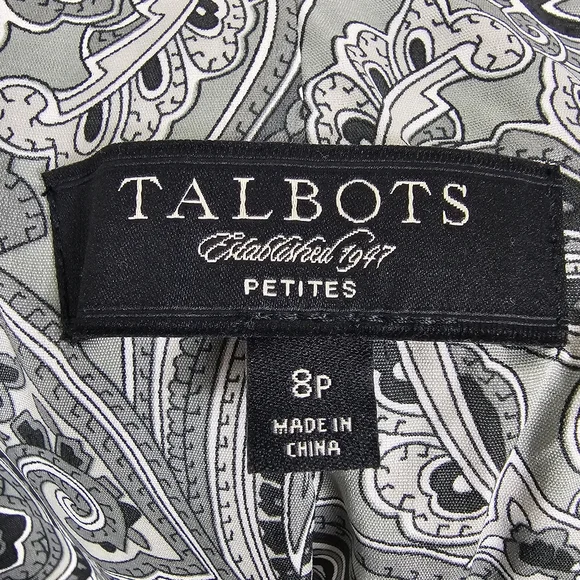 TALBOTS
Established 1947
PETITES
8P
MADE IN
CHINA